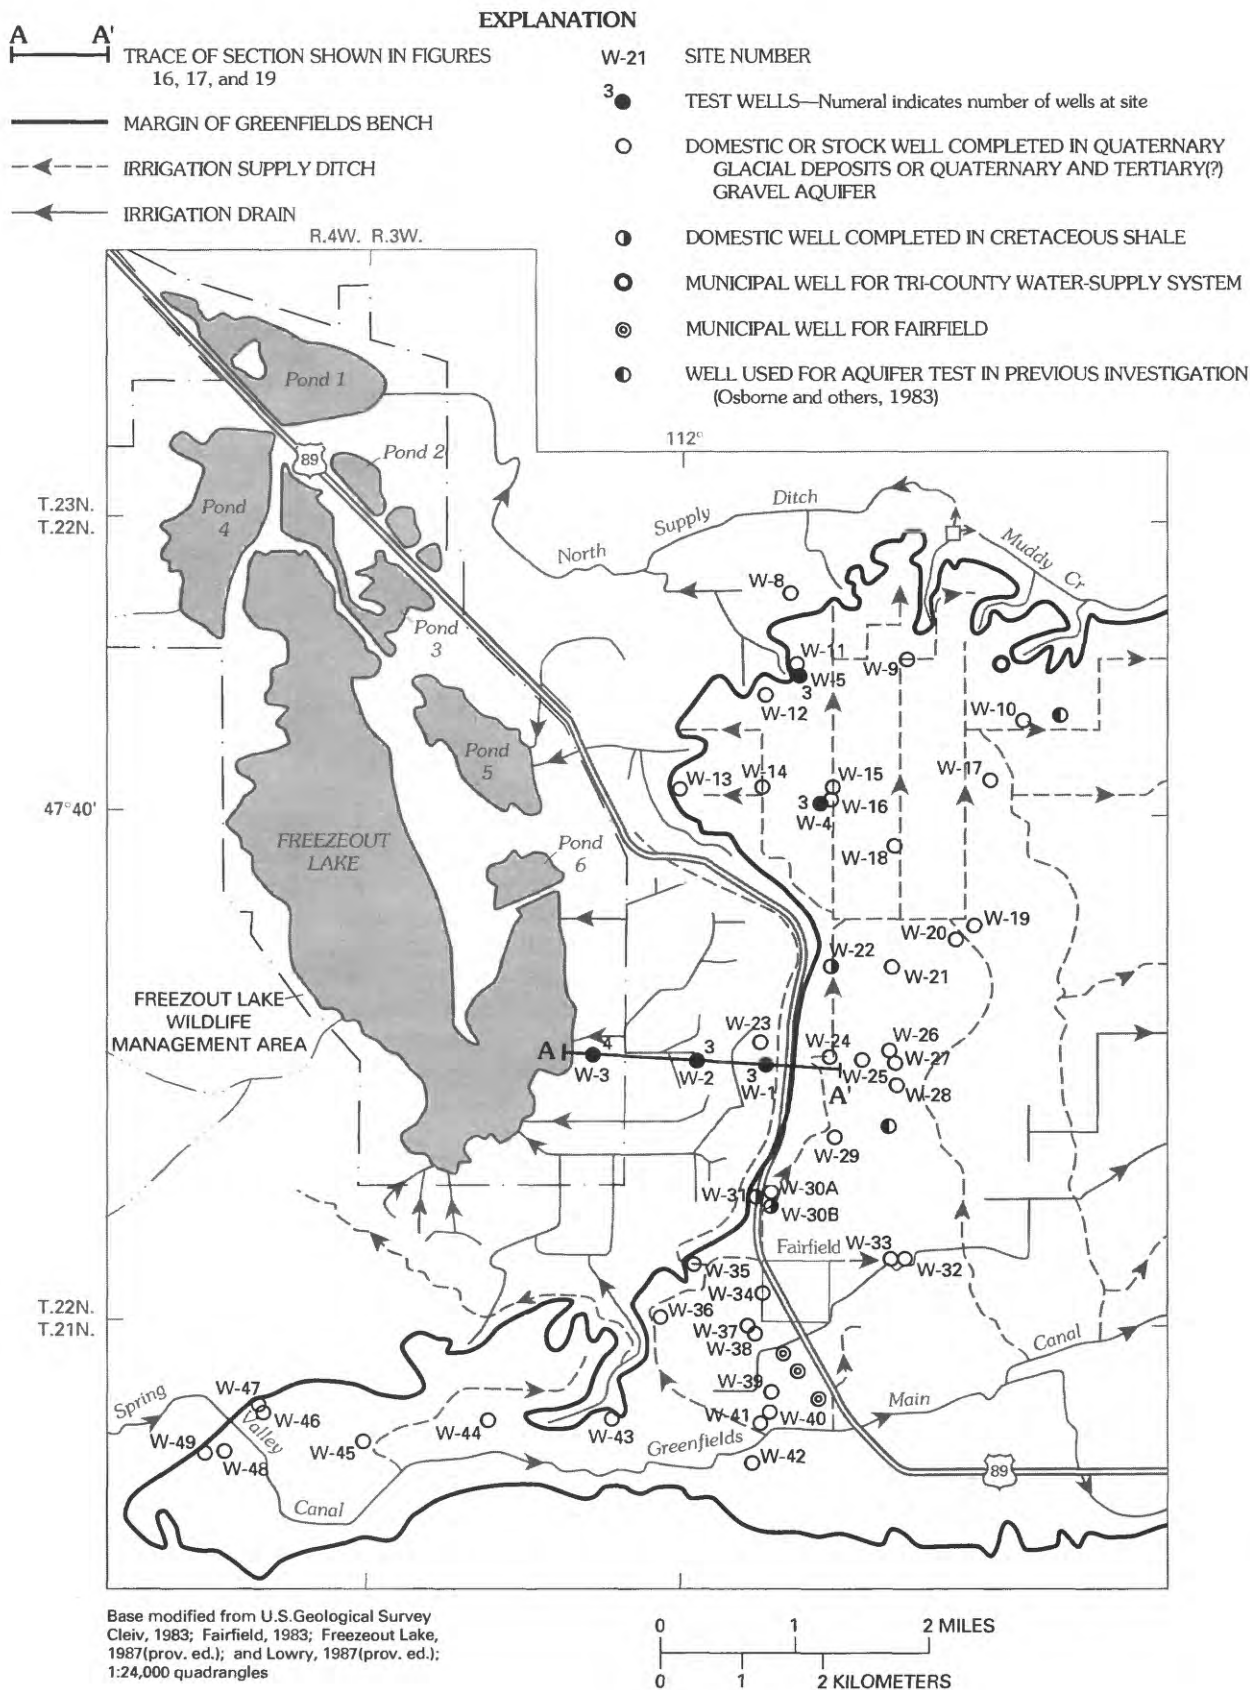 EXPLANATION
A A'
TRACE OF SECTION SHOWN IN FIGURES
16, 17, and 19
MARGIN OF GREENFIELDS BENCH
IRRIGATION SUPPLY DITCH
IRRIGATION DRAIN
W-21 SITE NUMBER
3 TEST WELLS—Numeral indicates number of wells at site
DOMESTIC OR STOCK WELL COMPLETED IN QUATERNARY
GLACIAL DEPOSITS OR QUATERNARY AND TERTIARY(?)
GRAVEL AQUIFER
DOMESTIC WELL COMPLETED IN CRETACEOUS SHALE
MUNICIPAL WELL FOR TRI-COUNTY WATER-SUPPLY SYSTEM
MUNICIPAL WELL FOR FAIRFIELD
WELL USED FOR AQUIFER TEST IN PREVIOUS INVESTIGATION
(Osborne and others, 1983)
R.4W. R.3W.
112°
Pond 1
Pond 2
89
Pond
4
T.23N.
T.22N.
Supply Ditch
North
Muddy Cr
W-8
Pond
3
W-11
W-5
3
W-9
W-12
W-10
Pond
5
W-13
W-14
W-15
W-17
47°40'
3
W-16
W-4
FREEZEOUT
LAKE
Pond
6
W-18
W-19
W-20
W-22
W-21
FREEZOUT LAKE
WILDLIFE
MANAGEMENT AREA
W-23
W-24
W-26
A
4
W-3
3
W-2
3
W-1
W-25
W-27
A'
W-28
W-29
W-31
W-30A
W-30B
Fairfield
W-33
W-32
W-35
W-34
T.22N.
T.21N.
W-36
W-37
W-38
Canal
W-39
Main
Spring
Valley
Canal
W-47
W-46
W-44
W-43
W-41
W-40
W-49
W-48
W-45
Greenfields
W-42
89
Base modified from U.S.Geological Survey
Cleiv, 1983; Fairfield, 1983; Freezeout Lake,
1987(prov. ed.); and Lowry, 1987(prov. ed.);
1:24,000 quadrangles
0 1 2 MILES
0 1 2 KILOMETERS